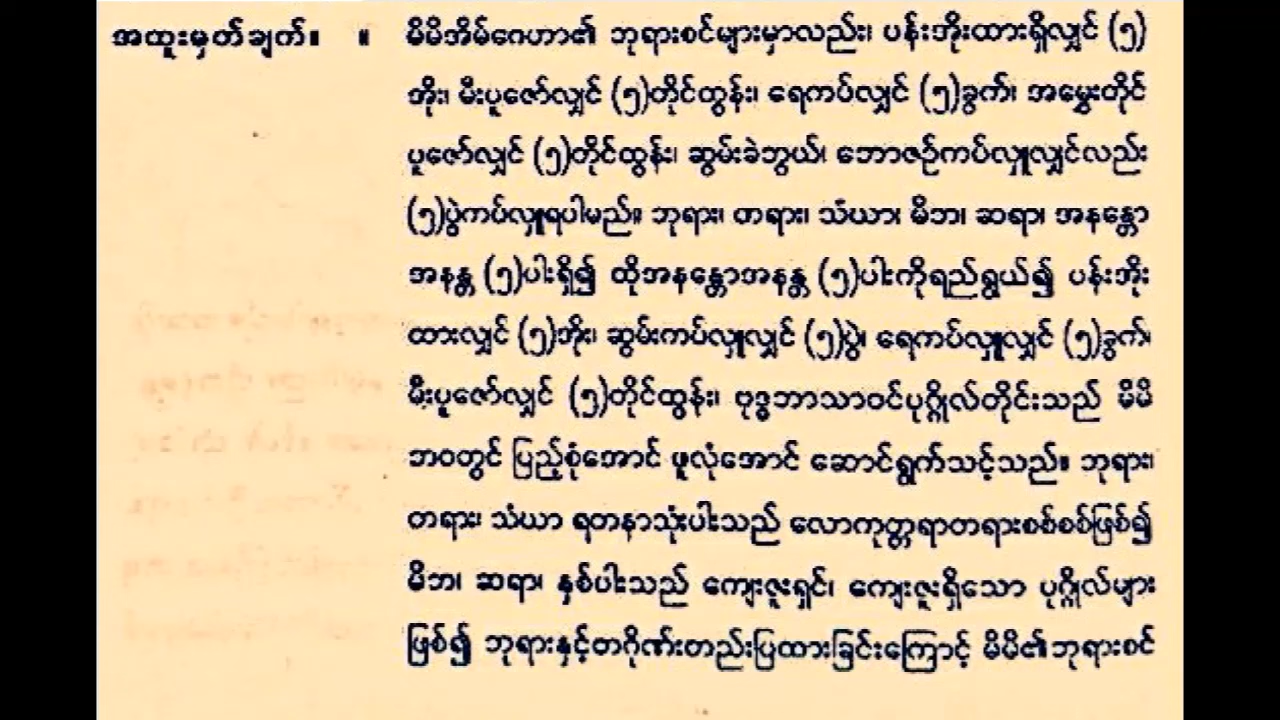 အထူးမှတ်ချက်။ ။ မိမိအိမ်ဂေဟာ၏ ဘုရားစင်များမှာလည်း၊ ပန်းအိုးထားရှိလျှင် (၅)
အိုး၊ မီးပူဇော်လျှင် (၅)တိုင်ထွန်း၊ ရေကပ်လျှင် (၅)ခွက်၊ အမွှေးတိုင်
ပူဇော်လျှင် (၅)တိုင်ထွန်း၊ ဆွမ်းခဲဘွယ်၊ ဘောဇဉ်ကပ်လှူလျှင်လည်း
(၅)ပွဲကပ်လှူရပါမည်။ ဘုရား၊ တရား၊ သံဃာ၊ မိဘ၊ ဆရာ၊ အနန္တော
အနန္တ (၅)ပါးရှိ၍ ထိုအနန္တောအနန္တ (၅)ပါးကိုရည်ရွယ်၍ ပန်းအိုး
ထားလျှင် (၅)အိုး၊ ဆွမ်းကပ်လှူလျှင် (၅)ပွဲ၊ ရေကပ်လှူလျှင် (၅)ခွက်၊
မီးပူဇော်လျှင် (၅)တိုင်ထွန်း၊ ဗုဒ္ဓဘာသာဝင်ပုဂ္ဂိုလ်တိုင်းသည် မိမိ
ဘဝတွင် ပြည့်စုံအောင် ဖူလုံအောင် ဆောင်ရွက်သင့်သည်။ ဘုရား၊
တရား၊ သံဃာ ရတနာသုံးပါးသည် လောကုတ္တရာတရားစစ်စစ်ဖြစ်၍
မိဘ၊ ဆရာ၊ နှစ်ပါးသည် ကျေးဇူးရှင်၊ ကျေးဇူးရှိသော ပုဂ္ဂိုလ်များ
ဖြစ်၍ ဘုရားနှင့်တဂိုဏ်းတည်းပြထားခြင်းကြောင့် မိမိ၏ဘုရားစင်